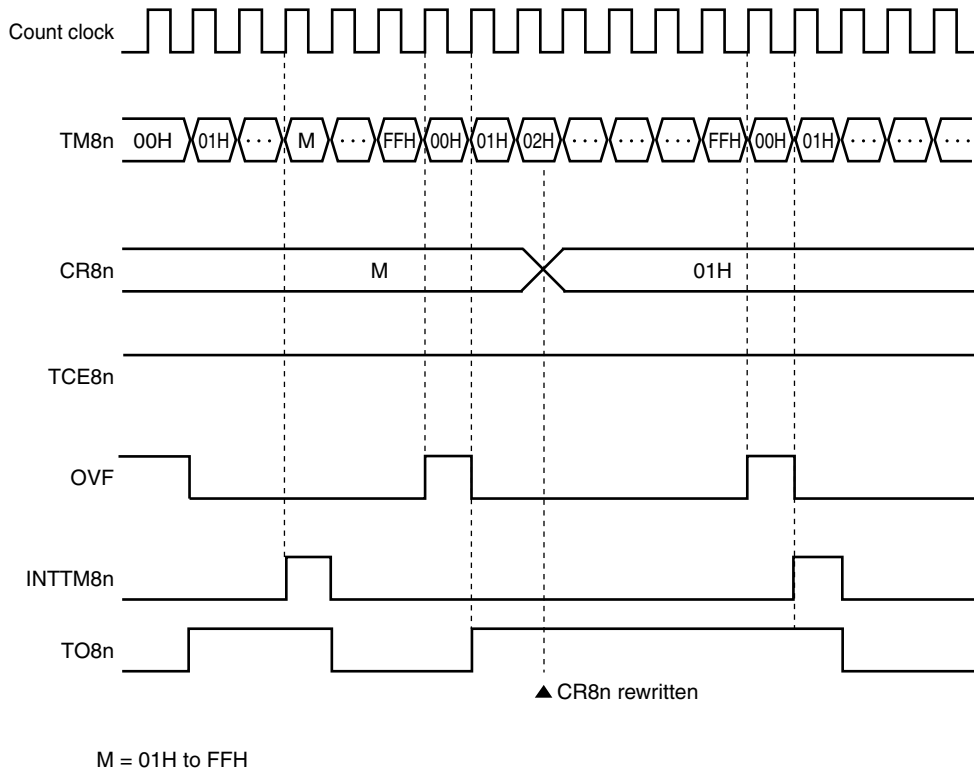 Count clock
TM8n 00H 01H ··· M ··· FFH 00H 01H 02H ··· ··· ··· FFH 00H 01H ··· ··· ···
CR8n M 01H
TCE8n
OVF
INTTM8n
TO8n
▲ CR8n rewritten
M = 01H to FFH